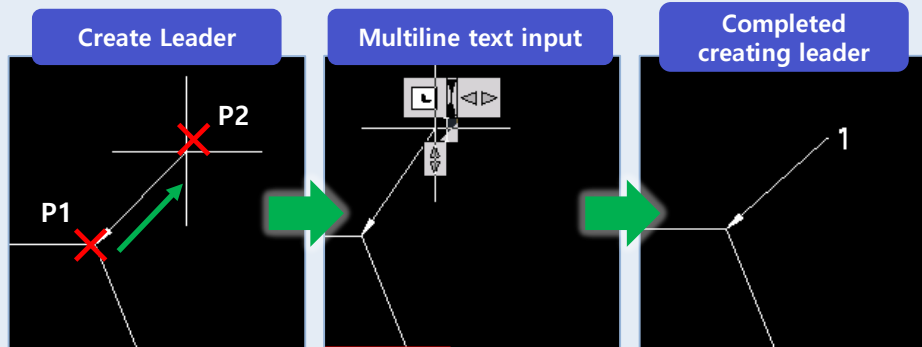 Create Leader
Multiline text input
Completed
creating leader
P2
P1
1